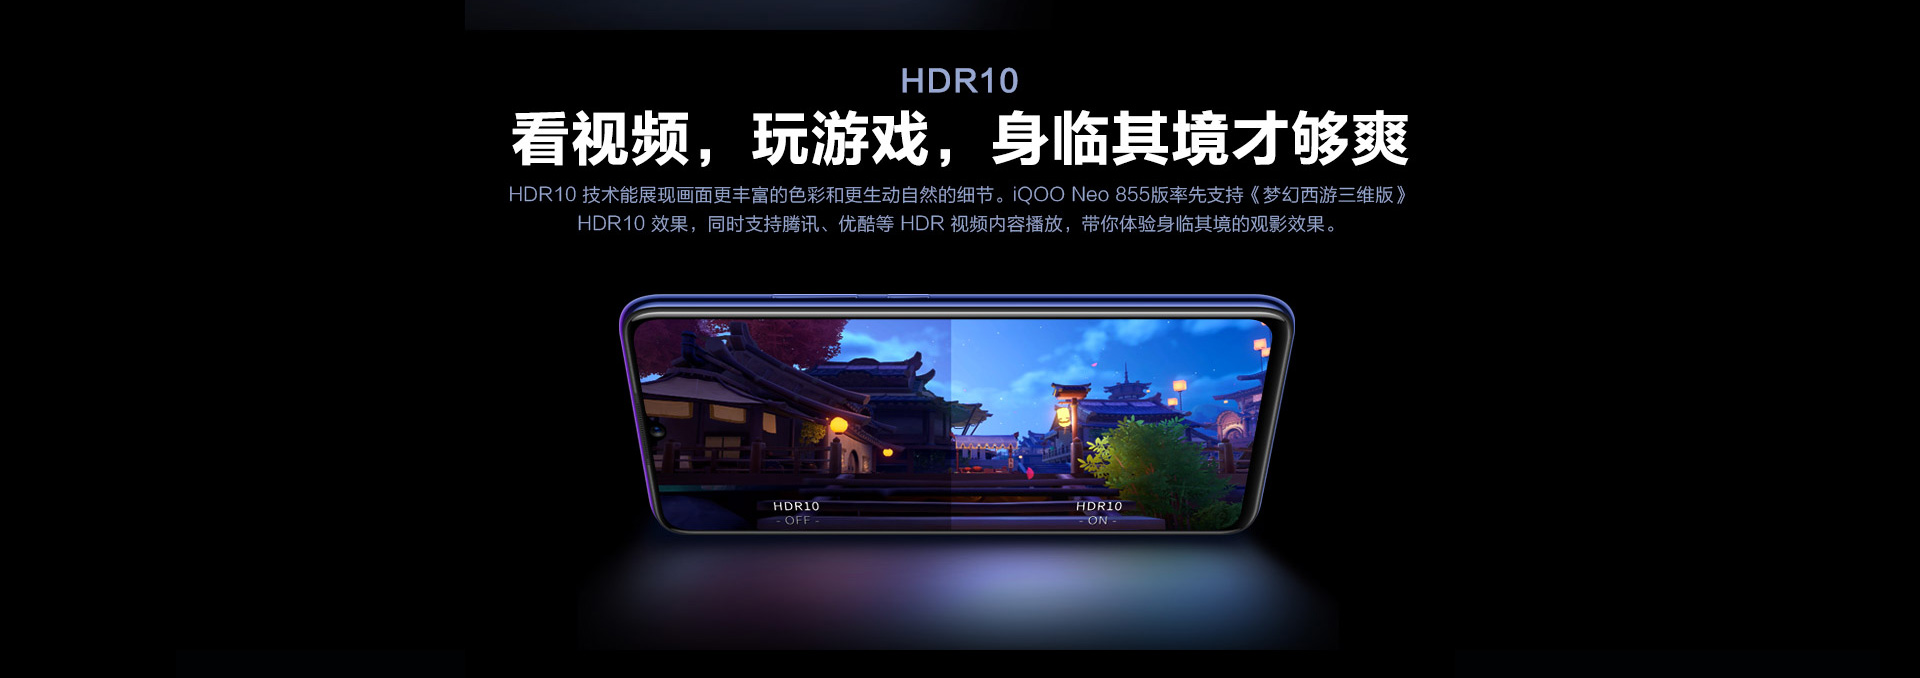 HDR10
看视频，玩游戏，身临其境才够爽
HDR10 技术能展现画面更丰富的色彩和更生动自然的细节。iQOO Neo 855版率先支持《梦幻西游三维版》
HDR10 效果，同时支持腾讯、优酷等 HDR 视频内容播放，带你体验身临其境的观影效果。
HDR10
- OFF -
HDR10
- ON -